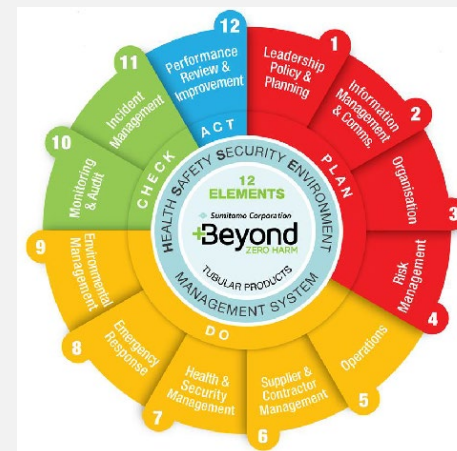 12
Performance
Review &
Improvement
1
Leadership
Policy &
Planning
2
Information
Management
& Comms.
3
Organisation
4
Risk
Management
5
Operations
6
Supplier &
Contractor
Management
7
Health &
Security
Management
8
Emergency
Response
9
Environmental
Management
10
Monitoring
& Audit
11
Incident
Management
ACT
PLAN
DO
CHECK
HEALTH SAFETY SECURITY ENVIRONMENT
MANAGEMENT SYSTEM
12
ELEMENTS
Sumitomo Corporation
+Beyond
ZERO HARM
TUBULAR PRODUCTS